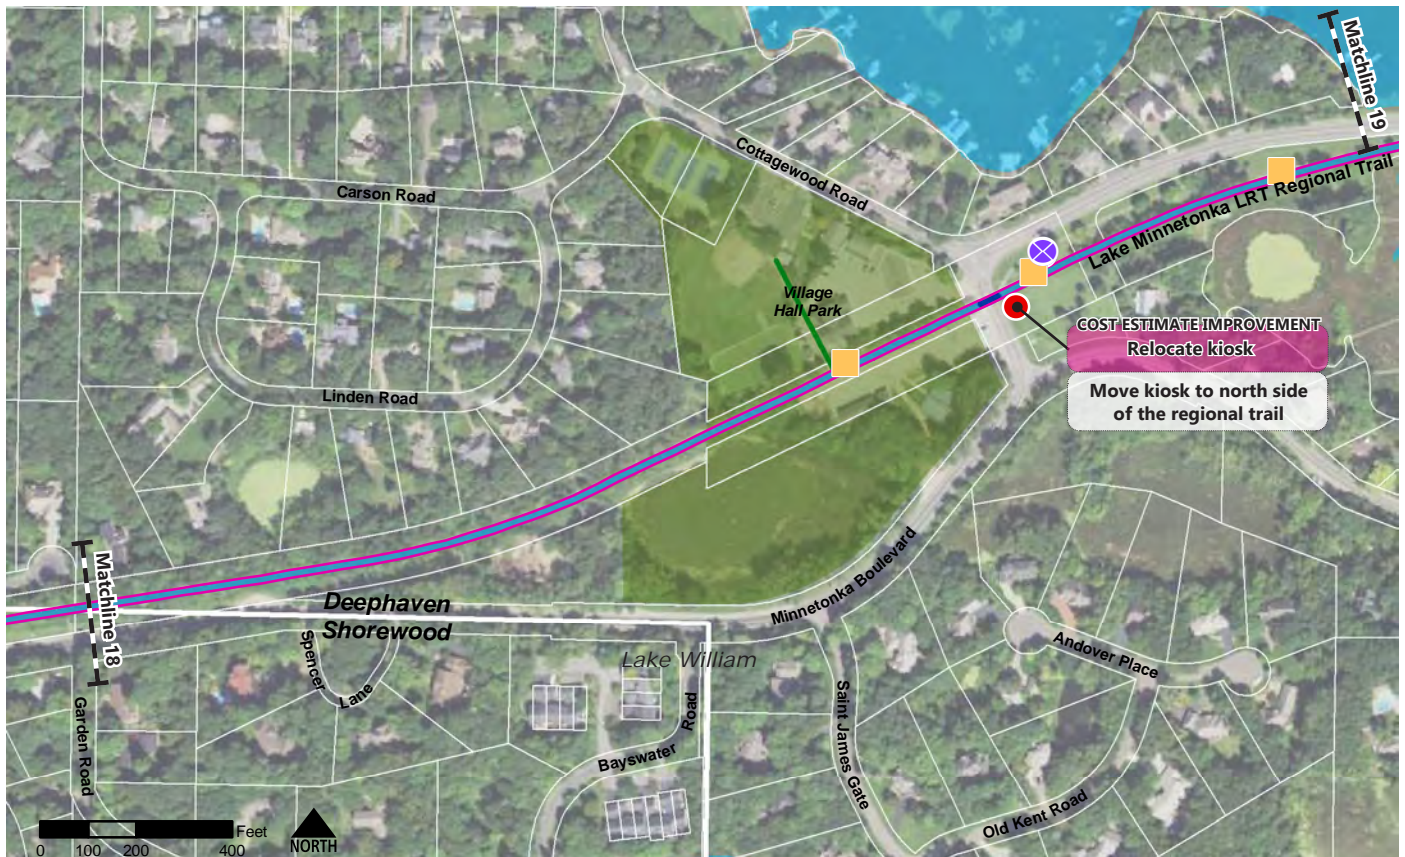 Matchline 19
Cottagewood Road
Carson Road
Lake Minnetonka LRT Regional Trail
Village
Hall Park
COST ESTIMATE IMPROVEMENT
Relocate kiosk
Move kiosk to north side
of the regional trail
Linden Road
Matchline 18
Minnetonka Boulevard
Deephaven
Shorewood
Spencer
Lane
Lake William
Andover Place
Garden Road
Road
Bayswater
Saint James Gate
Old Kent Road
Feet
0 100 200 400
NORTH